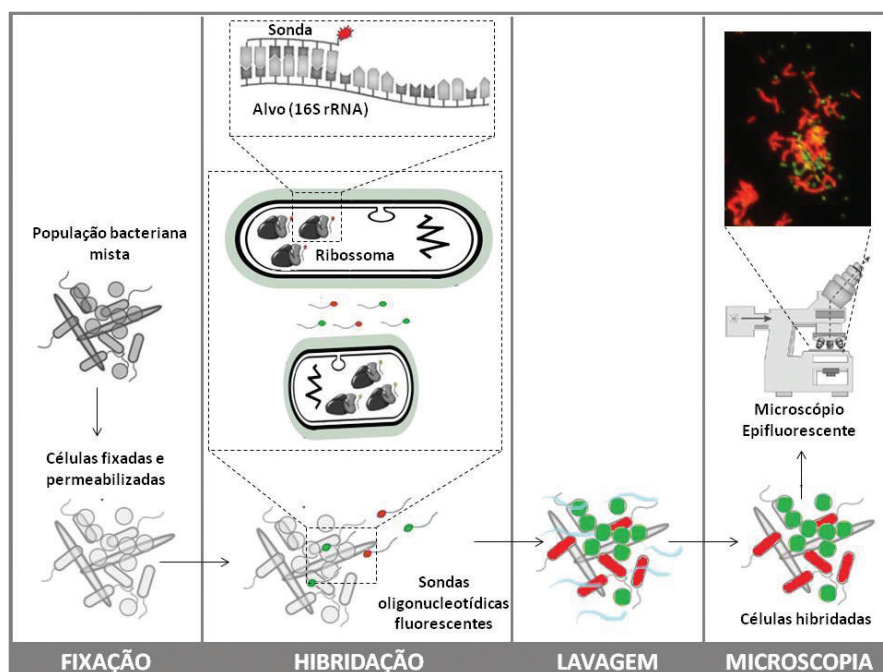 População bacteriana
mista
Células fixadas e
permeabilizadas
FIXAÇÃO
Sonda
Alvo (16S rRNA)
Ribossoma
Sondas
oligonucleotídicas
fluorescentes
HIBRIDAÇÃO
LAVAGEM
Microscópio
Epifluorescente
Células hibridadas
MICROSCOPIA